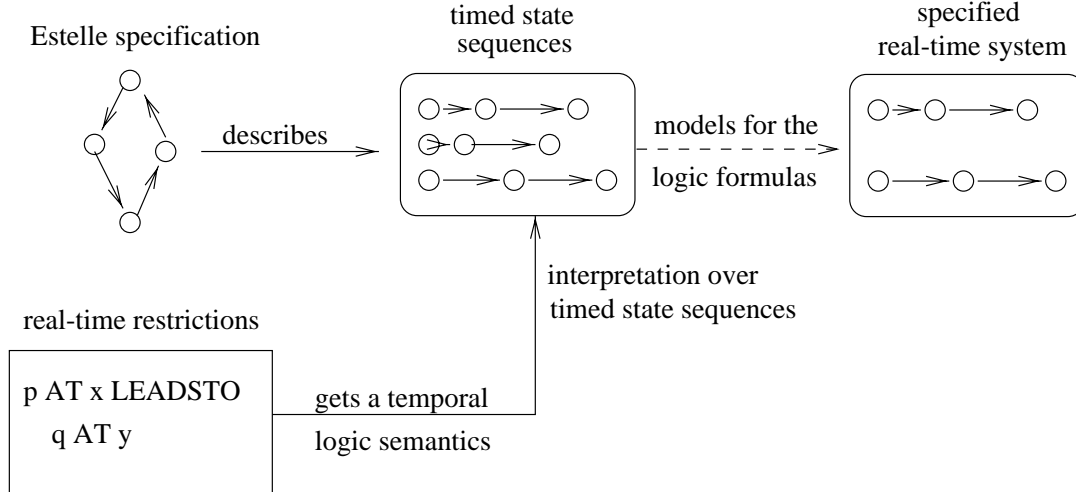 Estelle specification
timed state
sequences
specified
real-time system
describes
models for the
logic formulas
interpretation over
timed state sequences
real-time restrictions
p AT x LEADSTO
q AT y
gets a temporal
logic semantics